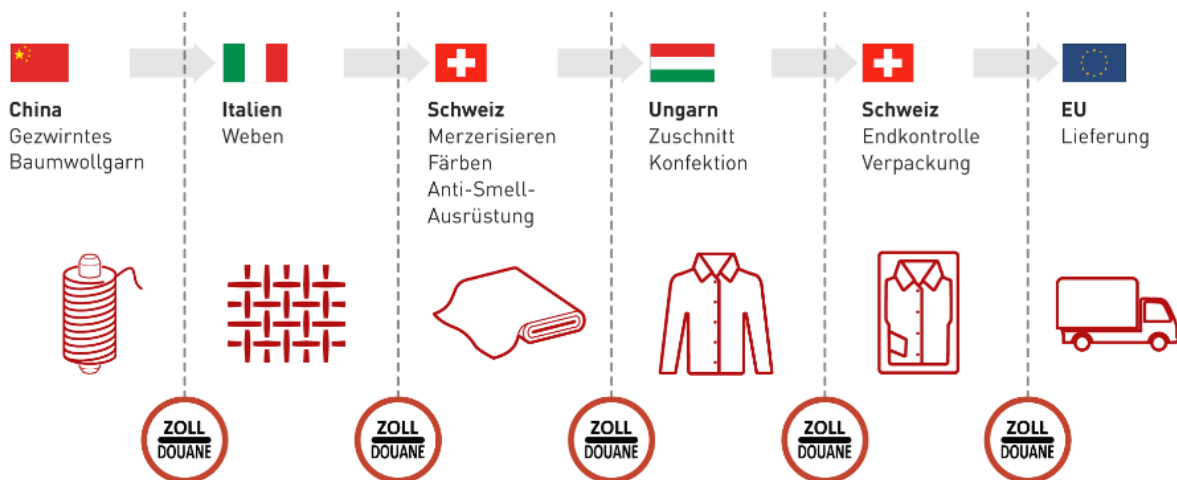 China
Gezwirntes
Baumwollgarn
Italien
Weben
Schweiz
Merzerisieren
Färben
Anti-Smell-
Ausrüstung
Ungarn
Zuschnitt
Konfektion
Schweiz
Endkontrolle
Verpackung
EU
Lieferung
ZOLL
DOUANE
ZOLL
DOUANE
ZOLL
DOUANE
ZOLL
DOUANE
ZOLL
DOUANE